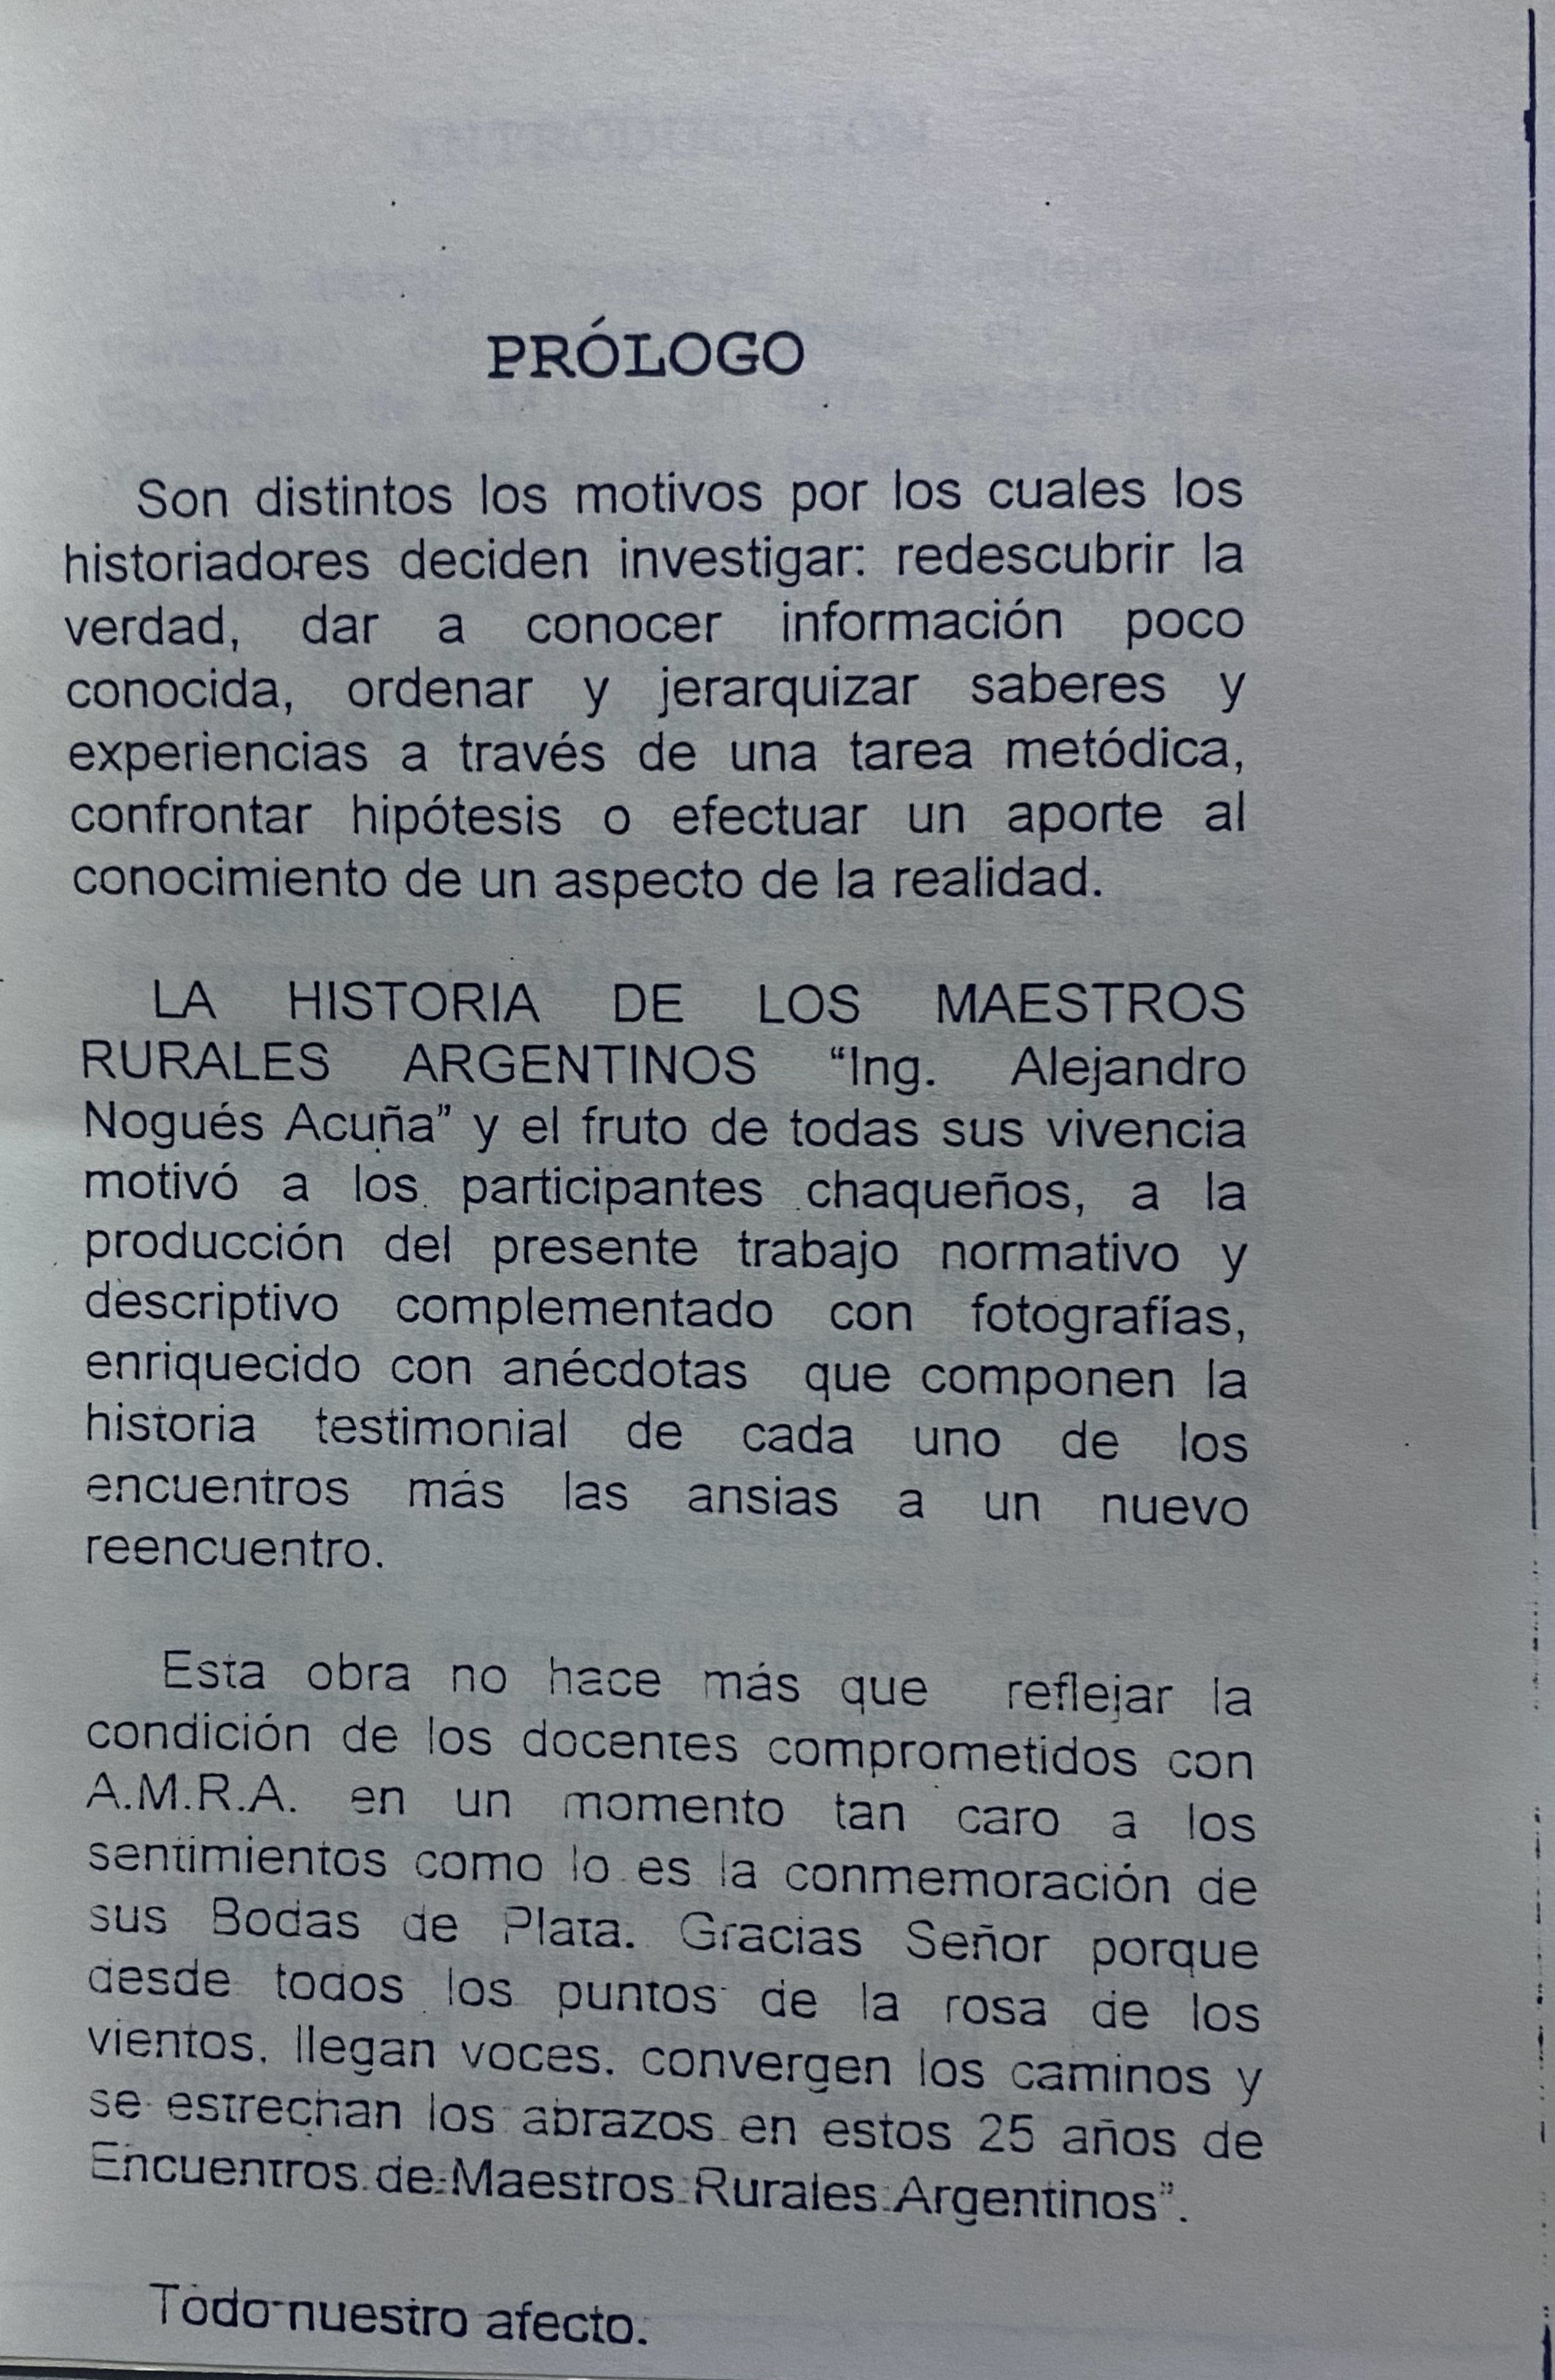 PRÓLOGO
Son distintos los motivos por los cuales los
historiadores deciden investigar: redescubrir la
verdad, dar a conocer información poco
conocida, ordenar y jerarquizar saberes y
experiencias a través de una tarea metódica,
confrontar hipótesis o efectuar un aporte al
conocimiento de un aspecto de la realidad.
LA HISTORIA DE LOS MAESTROS
RURALES ARGENTINOS “Ing. Alejandro
Nogués Acuña” y el fruto de todas sus vivencia
motivó a los participantes chaqueños, a la
producción del presente trabajo normativo y
descriptivo complementado con fotografías,
enriquecido con anécdotas que componen la
historia testimonial de cada uno de los
encuentros más las ansias a un nuevo
reencuentro.
Esta obra no hace más que reflejar la
condición de los docentes comprometidos con
A.M.R.A. en un momento tan caro a los
sentimientos como lo es la conmemoración de
sus Bodas de Plata. Gracias Señor porque
desde todos los puntos de la rosa de los
vientos, llegan voces, convergen los caminos y
se estrechan los abrazos en estos 25 años de
Encuentros de Maestros Rurales Argentinos”.
Todo nuestro afecto.